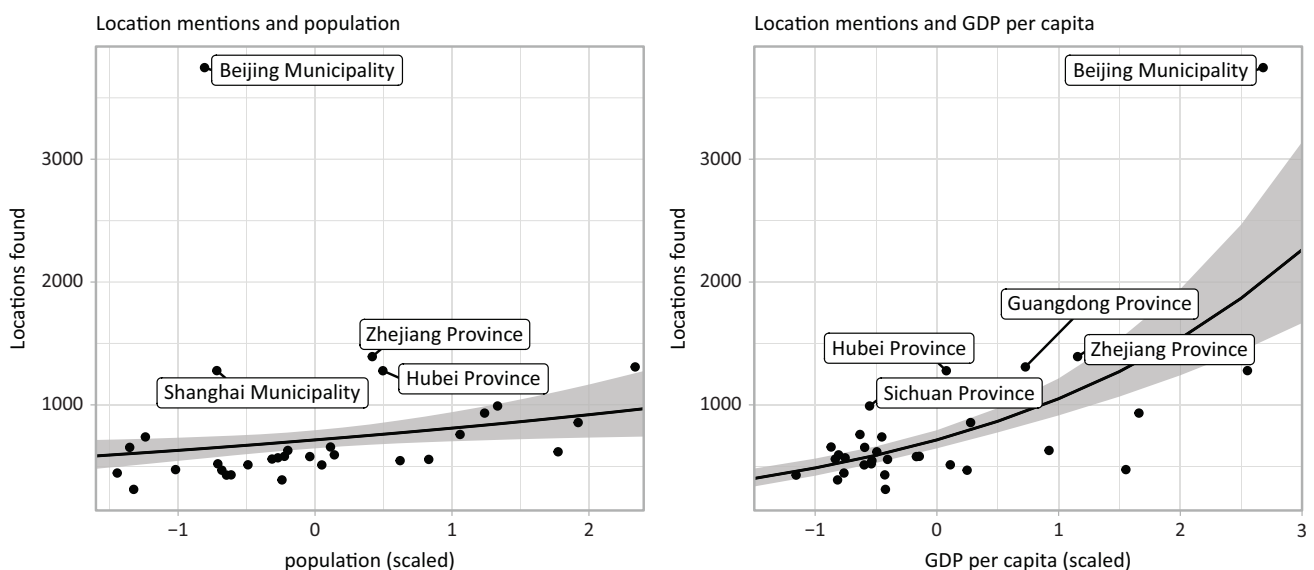 Location mentions and population
Beijing Municipality
3000
2000
1000
Locations found
Zhejiang Province
Hubei Province
Shanghai Municipality
−1
0
1
2
population (scaled)
Location mentions and GDP per capita
Beijing Municipality
3000
2000
1000
Locations found
Guangdong Province
Hubei Province
Zhejiang Province
Sichuan Province
−1
0
1
2
3
GDP per capita (scaled)